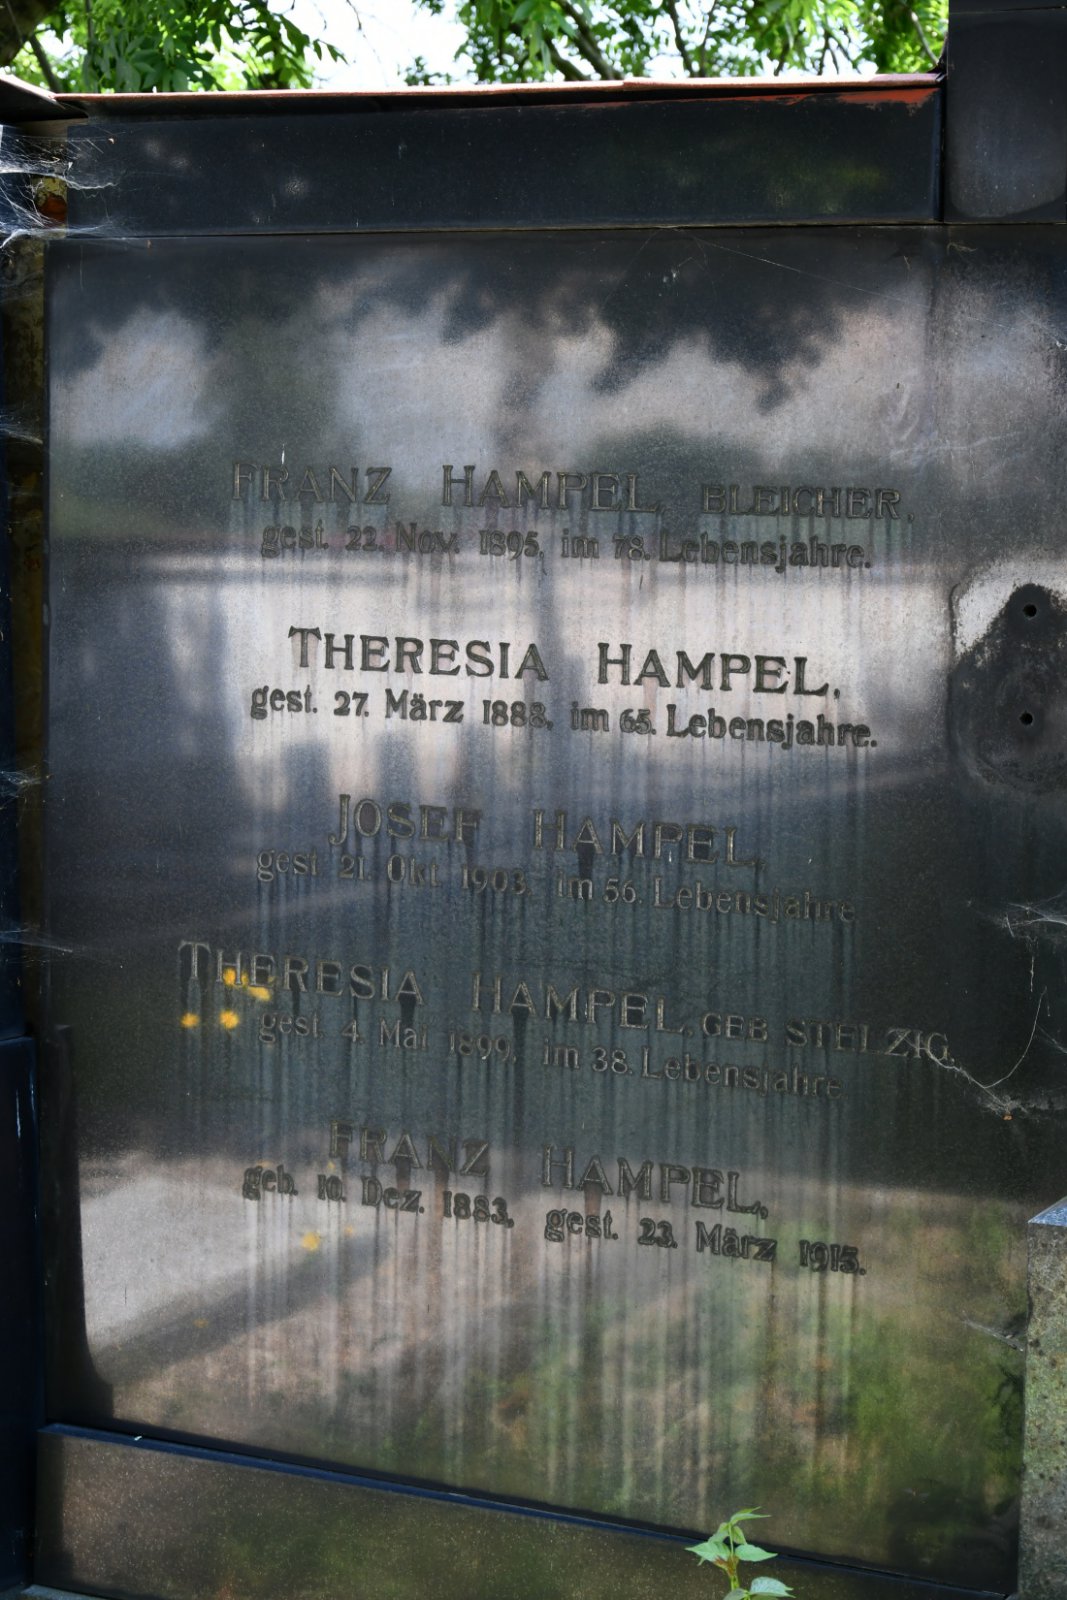 FRANZ HAMPEL, BLEICHER,
gest. 22. Nov. 1895, im 78. Lebensjahre.
THERESIA HAMPEL,
gest. 27. März 1888, im 65. Lebensjahre.
JOSEF HAMPEL,
gest. 21. Okt. 1903, im 56. Lebensjahre
THERESIA HAMPEL, GEB STELZIG,
gest. 4. Mai 1899, im 38. Lebensjahre
FRANZ HAMPEL,
geb. 10. Dez. 1883, gest. 23. März 1915.